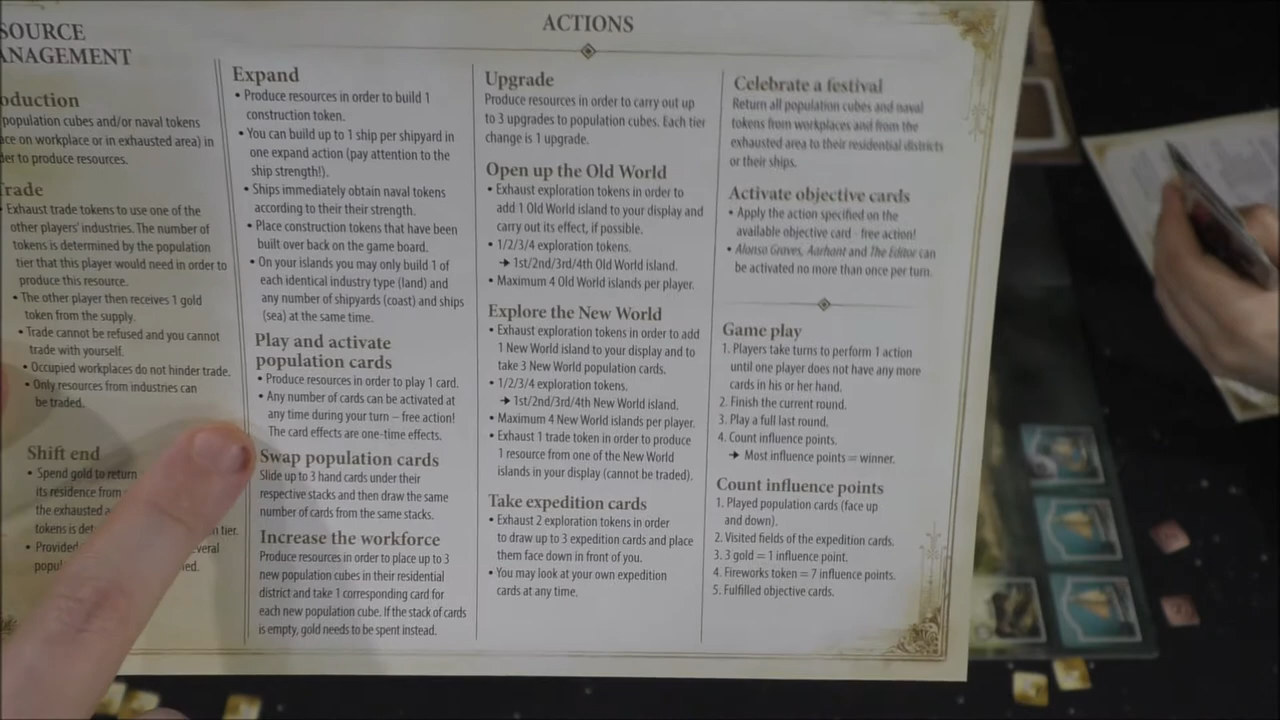 SOURCE
ANAGEMENT
oduction
population cubes and/or naval tokens
ace on workplace or in exhausted area) in
der to produce resources.
Trade
Exhaust trade tokens to use one of the
other players' industries. The number of
tokens is determined by the population
tier that this player would need in order to
produce this resource.
• The other player then receives 1 gold
token from the supply.
• Trade cannot be refused and you cannot
trade with yourself.
• Occupied workplaces do not hinder trade.
• Only resources from industries can
be traded.
Shift end
• Spend gold to return
its residence from
the exhausted a
tokens is det n tier.
• Provided everal
popul ed.
ACTIONS
Expand
• Produce resources in order to build 1
construction token.
• You can build up to 1 ship per shipyard in
one expand action (pay attention to the
ship strength!).
• Ships immediately obtain naval tokens
according to their their strength.
• Place construction tokens that have been
built over back on the game board.
• On your islands you may only build 1 of
each identical industry type (land) and
any number of shipyards (coast) and ships
(sea) at the same time.
Play and activate
population cards
• Produce resources in order to play 1 card.
• Any number of cards can be activated at
any time during your turn – free action!
The card effects are one-time effects.
Swap population cards
Slide up to 3 hand cards under their
respective stacks and then draw the same
number of cards from the same stacks.
Increase the workforce
Produce resources in order to place up to 3
new population cubes in their residential
district and take 1 corresponding card for
each new population cube. If the stack of cards
is empty, gold needs to be spent instead.
Upgrade
Produce resources in order to carry out up
to 3 upgrades to population cubes. Each tier
change is 1 upgrade.
Open up the Old World
• Exhaust exploration tokens in order to
add 1 Old World island to your display and
carry out its effect, if possible.
• 1/2/3/4 exploration tokens.
➔ 1st/2nd/3rd/4th Old World island.
• Maximum 4 Old World islands per player.
Explore the New World
• Exhaust exploration tokens in order to add
1 New World island to your display and to
take 3 New World population cards.
• 1/2/3/4 exploration tokens.
➔ 1st/2nd/3rd/4th New World island.
• Maximum 4 New World islands per player.
• Exhaust 1 trade token in order to produce
1 resource from one of the New World
islands in your display (cannot be traded).
Take expedition cards
• Exhaust 2 exploration tokens in order
to draw up to 3 expedition cards and place
them face down in front of you.
• You may look at your own expedition
cards at any time.
Celebrate a festival
Return all population cubes and naval
tokens from workplaces and from the
exhausted area to their residential districts
or their ships.
Activate objective cards
• Apply the action specified on the
available objective card - free action!
• Alonso Graves, Aarhant and The Editor can
be activated no more than once per turn.
Game play
1. Players take turns to perform 1 action
until one player does not have any more
cards in his or her hand.
2. Finish the current round.
3. Play a full last round.
4. Count influence points.
➔ Most influence points = winner.
Count influence points
1. Played population cards (face up
and down).
2. Visited fields of the expedition cards.
3. 3 gold = 1 influence point.
4. Fireworks token = 7 influence points.
5. Fulfilled objective cards.